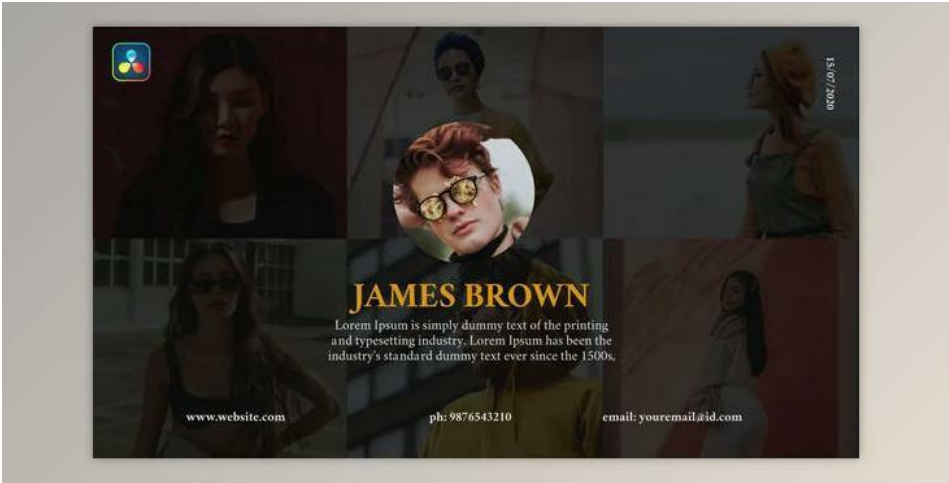 15/07/2020
JAMES BROWN
Lorem Ipsum is simply dummy text of the printing
and typesetting industry. Lorem Ipsum has been the
industry's standard dummy text ever since the 1500s,
www.website.com
ph: 9876543210
email: youremail@id.com